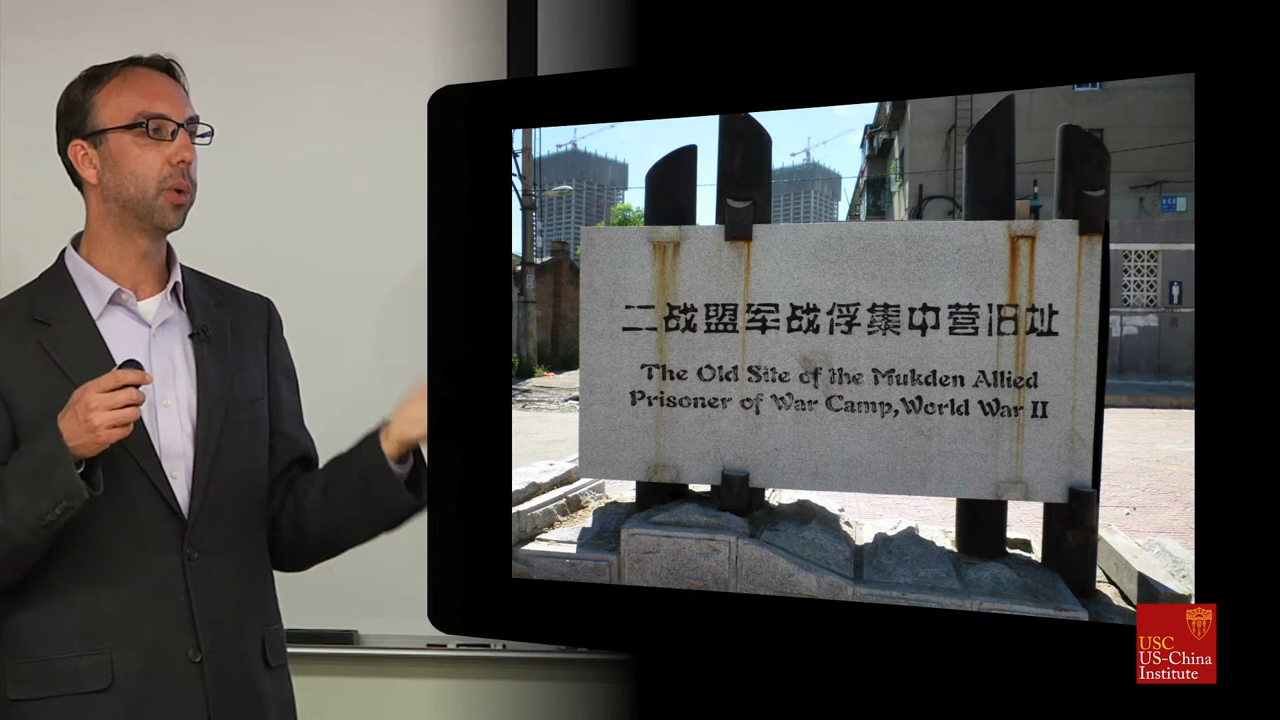 二战盟军战俘集中营旧址
The Old Site of the Mukden Allied
Prisoner of War Camp,World War II
USC
US-China
Institute